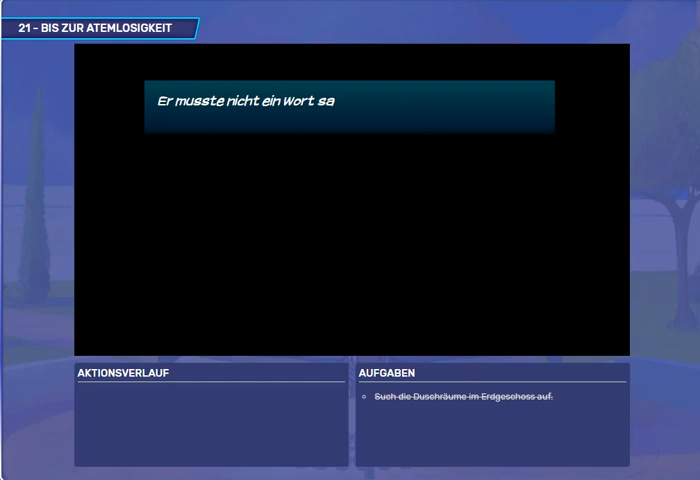 21 - BIS ZUR ATEMLOSIGKEIT
Er musste nicht ein Wort sa
AKTIONSVERLAUF
AUFGABEN
Such die Duschräume im Erdgeschoss auf.